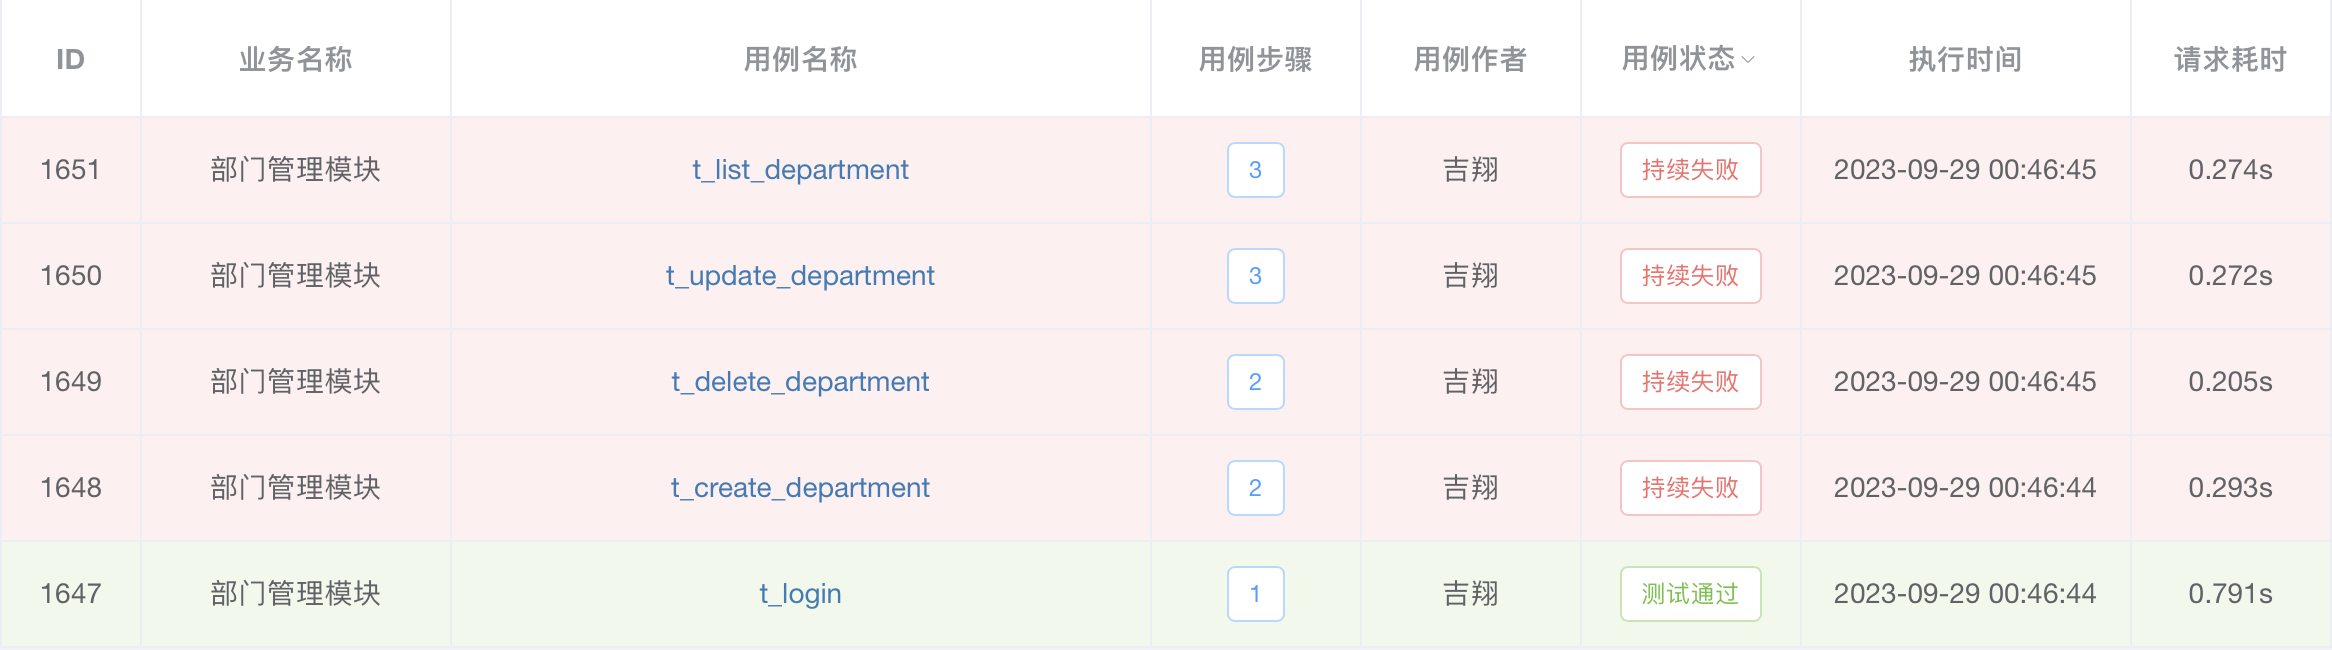 ID 业务名称 用例名称 用例步骤 用例作者 用例状态 执行时间 请求耗时
1651 部门管理模块 t_list_department 3 吉翔 持续失败 2023-09-29 00:46:45 0.274s
1650 部门管理模块 t_update_department 3 吉翔 持续失败 2023-09-29 00:46:45 0.272s
1649 部门管理模块 t_delete_department 2 吉翔 持续失败 2023-09-29 00:46:45 0.205s
1648 部门管理模块 t_create_department 2 吉翔 持续失败 2023-09-29 00:46:44 0.293s
1647 部门管理模块 t_login 1 吉翔 测试通过 2023-09-29 00:46:44 0.791s